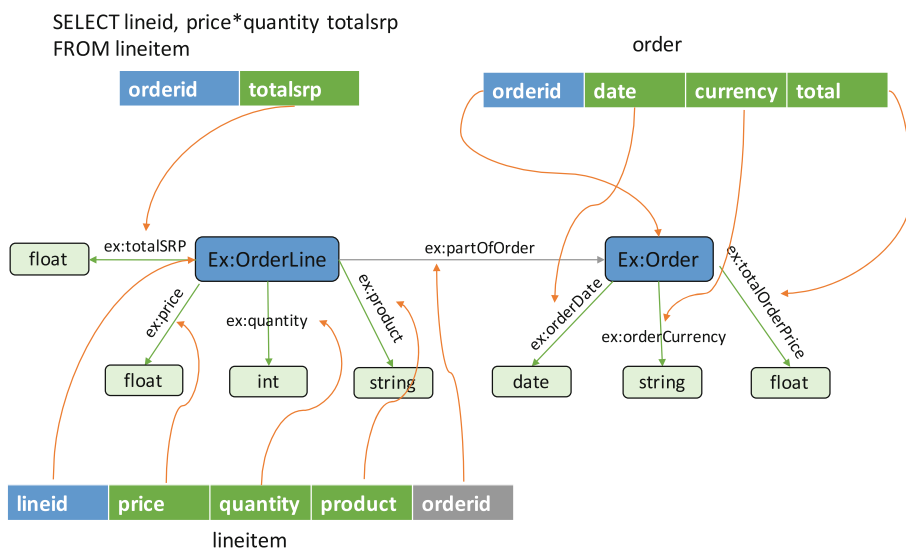 SELECT lineid, price*quantity totalsrp
FROM lineitem
order
orderid totalsrp
orderid date currency total
ex:totalSRP
ex:partOfOrder
float
Ex:OrderLine
Ex:Order
ex:price
ex:quantity
ex:product
ex:orderDate
ex:orderCurrency
ex:totalOrderPrice
float
int
string
date
string
float
lineid price quantity product orderid
lineitem